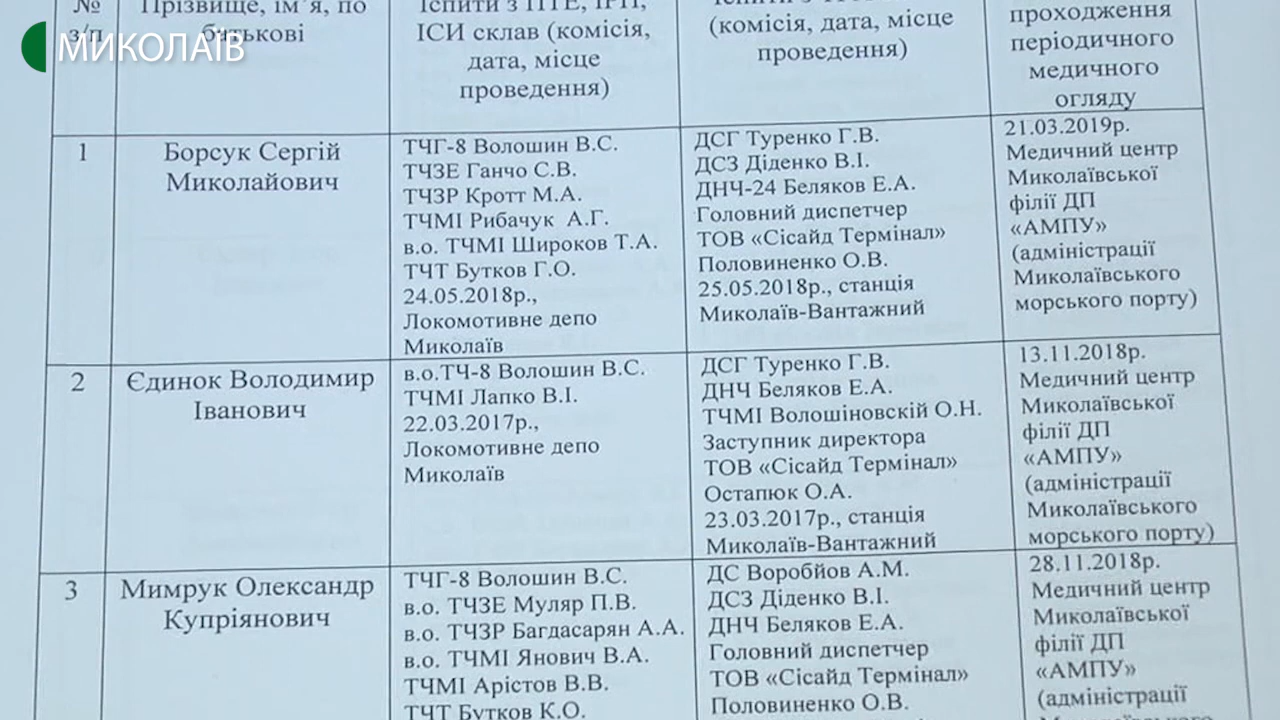 МИКОЛАЇВ
№
з/п
Прізвище, ім’я, по
батькові
Іспити з ПТЕ, ІРП,
ІСИ склав (комісія,
дата, місце
проведення)
(комісія, дата, місце
проведення)
проходження
періодичного
медичного
огляду
1
Борсук Сергій
Миколайович
ТЧГ-8 Волошин В.С.
ТЧЗЕ Ганчо С.В.
ТЧЗР Кротт М.А.
ТЧМІ Рибачук А.Г.
в.о. ТЧМІ Широков Т.А.
ТЧТ Бутков Г.О.
24.05.2018р.,
Локомотивне депо
Миколаїв
ДСГ Туренко Г.В.
ДСЗ Діденко В.І.
ДНЧ-24 Беляков Е.А.
Головний диспетчер
ТОВ «Сісайд Термінал»
Половиненко О.В.
25.05.2018р., станція
Миколаїв-Вантажний
21.03.2019р.
Медичний центр
Миколаївської
філії ДП
«АМПУ»
(адміністрації
Миколаївського
морського порту)
2
Єдинок Володимир
Іванович
в.о.ТЧ-8 Волошин В.С.
ТЧМІ Лапко В.І.
22.03.2017р.,
Локомотивне депо
Миколаїв
ДСГ Туренко Г.В.
ДНЧ Беляков Е.А.
ТЧМІ Волошіновскій О.Н.
Заступник директора
ТОВ «Сісайд Термінал»
Остапюк О.А.
23.03.2017р., станція
Миколаїв-Вантажний
13.11.2018р.
Медичний центр
Миколаївської
філії ДП
«АМПУ»
(адміністрації
Миколаївського
морського порту)
3
Мимрук Олександр
Купріянович
ТЧГ-8 Волошин В.С.
в.о. ТЧЗЕ Муляр П.В.
в.о. ТЧЗР Багдасарян А.А.
в.о. ТЧМІ Янович В.А.
ТЧМІ Арістов В.В.
ТЧТ Бутков К.О.
ДС Воробйов А.М.
ДСЗ Діденко В.І.
ДНЧ Беляков Е.А.
Головний диспетчер
ТОВ «Сісайд Термінал»
Половиненко О.В.
28.11.2018р.
Медичний центр
Миколаївської
філії ДП
«АМПУ»
(адміністрації
Миколаївського